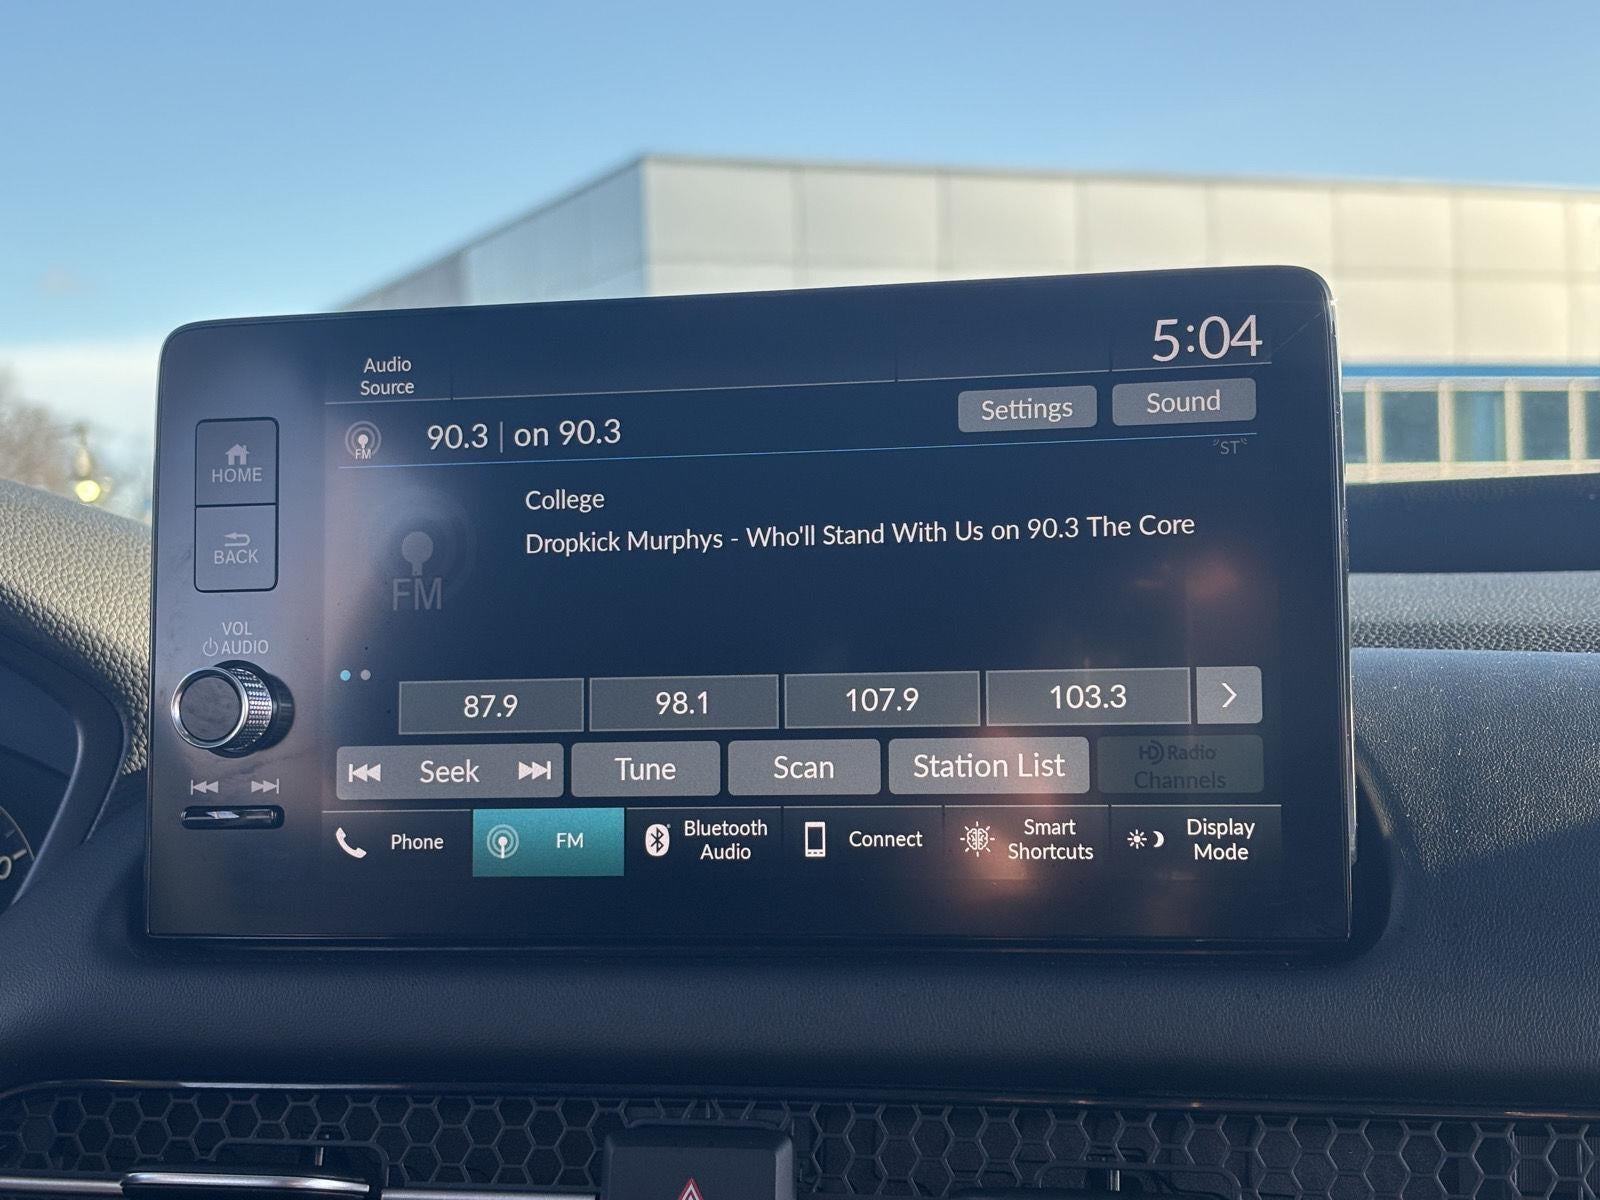 5:04
Audio
Source
Settings
Sound
FM
90.3 | on 90.3
"ST"
HOME
BACK
College
Dropkick Murphys - Who'll Stand With Us on 90.3 The Core
FM
VOL
AUDIO
87.9
98.1
107.9
103.3
Seek
Tune
Scan
Station List
HD Radio
Channels
Phone
FM
Bluetooth
Audio
Connect
Smart
Shortcuts
Display
Mode